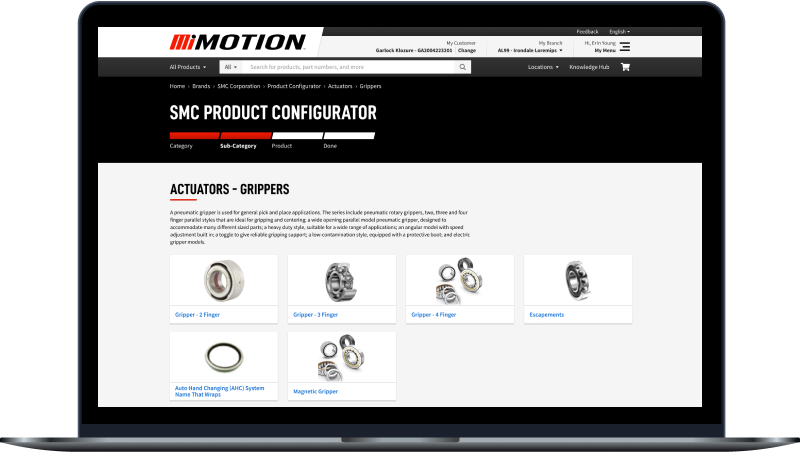 Feedback English
MiMOTION
My Customer
Garlock Klozure - GA3004233301 Change
My Branch
AL99 - Irondale Loremips
Hi, Erin Young
My Menu
All Products
All
Search for products, part numbers, and more
Locations
Knowledge Hub
Home › Brands › SMC Corporation › Product Configurator › Actuators › Grippers
SMC PRODUCT CONFIGURATOR
Category Sub-Category Product Done
ACTUATORS - GRIPPERS
A pneumatic gripper is used for general pick and place applications. The series include pneumatic rotary grippers, two, three and four
finger parallel styles that are ideal for gripping and centering; a wide opening parallel model pneumatic gripper, designed to
accommodate many different sized parts; a heavy duty style, suitable for a wide range of applications; an angular model with speed
adjustment built in; a toggle to give reliable gripping support; a low-contamination style, equipped with a protective boot; and electric
gripper models.
Gripper - 2 Finger
Gripper - 3 Finger
Gripper - 4 Finger
Escapements
Auto Hand Changing (AHC) System
Name That Wraps
Magnetic Gripper